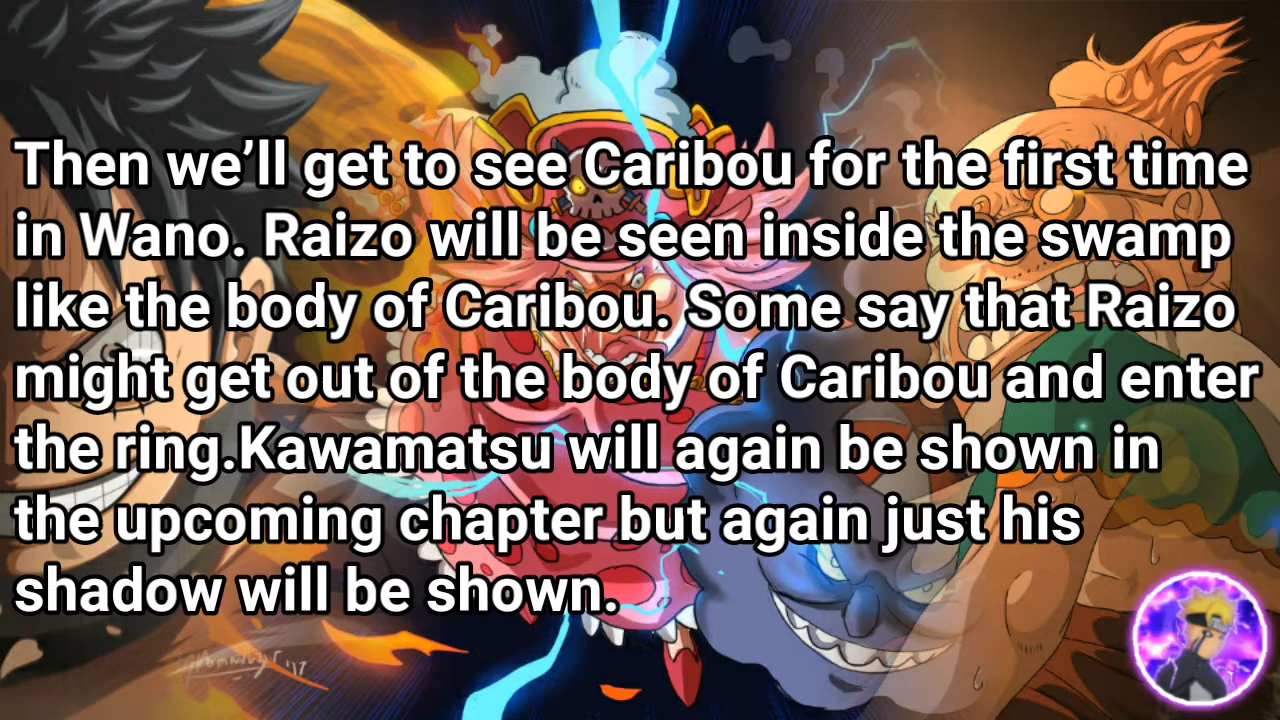 Then we’ll get to see Caribou for the first time
in Wano. Raizo will be seen inside the swamp
like the body of Caribou. Some say that Raizo
might get out of the body of Caribou and enter
the ring.Kawamatsu will again be shown in
the upcoming chapter but again just his
shadow will be shown.